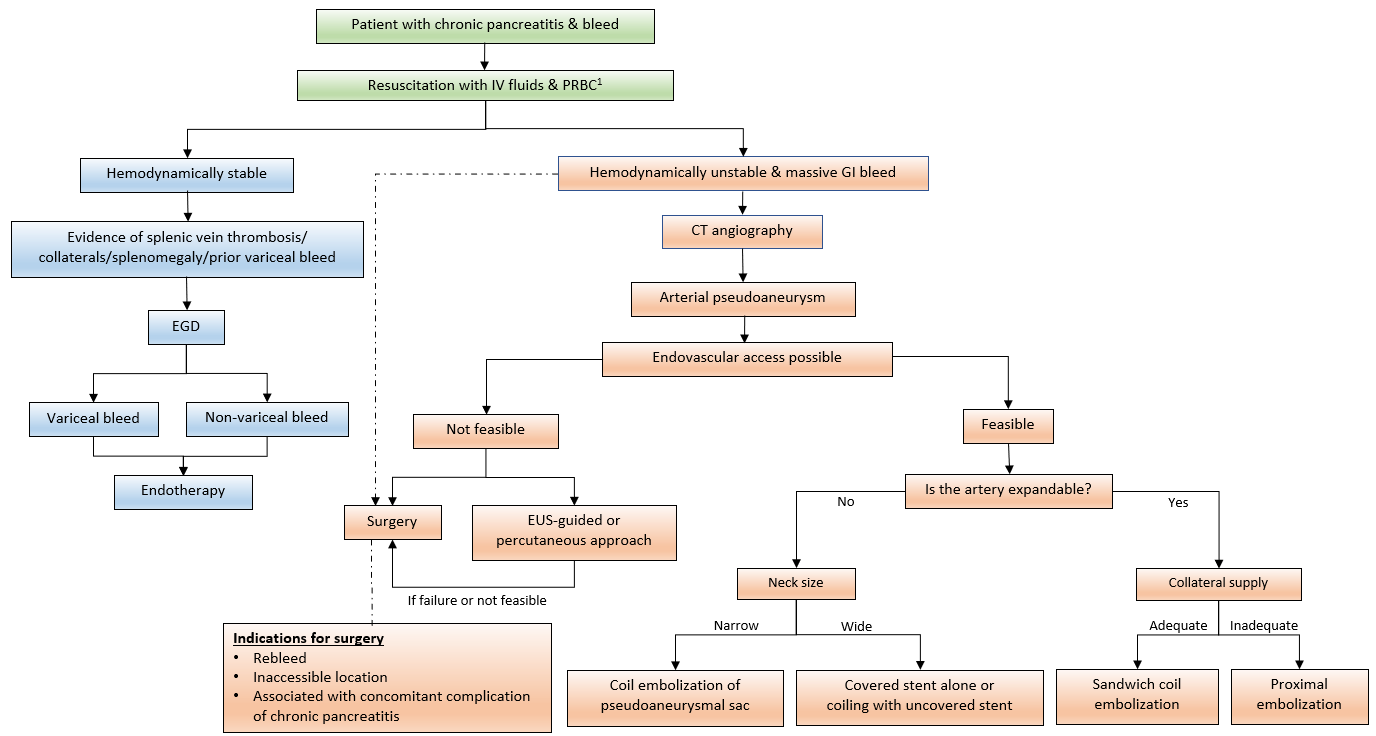 Patient with chronic pancreatitis & bleed
Resuscitation with IV fluids & PRBC¹
Hemodynamically stable
Hemodynamically unstable & massive GI bleed
Evidence of splenic vein thrombosis/
collaterals/splenomegaly/prior variceal bleed
CT angiography
Arterial pseudoaneurysm
EGD
Endovascular access possible
Variceal bleed
Non-variceal bleed
Not feasible
Feasible
Endotherapy
Is the artery expandable?
No
Yes
Surgery
EUS-guided or
percutaneous approach
If failure or not feasible
Neck size
Collateral supply
Narrow
Wide
Adequate
Inadequate
Indications for surgery
• Rebleed
• Inaccessible location
• Associated with concomitant complication
of chronic pancreatitis
Coil embolization of
pseudoaneurysmal sac
Covered stent alone or
coiling with uncovered stent
Sandwich coil
embolization
Proximal
embolization